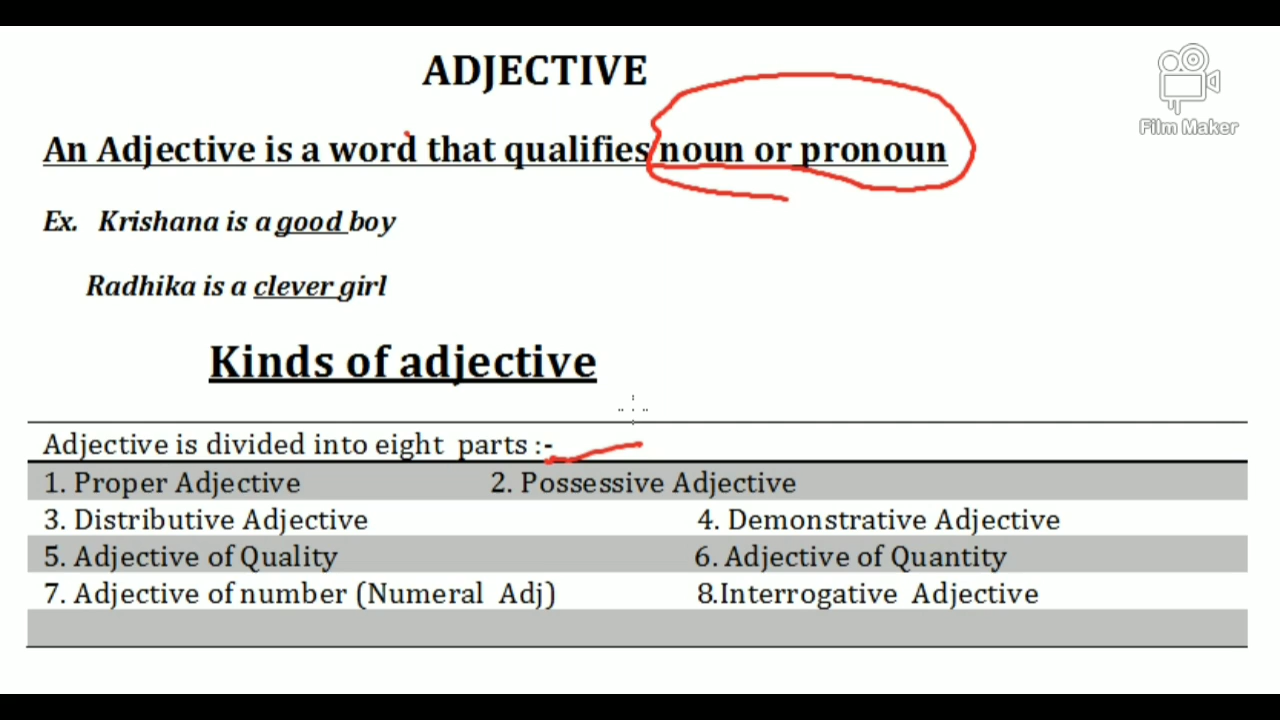 ADJECTIVE
Film Maker
An Adjective is a word that qualifies noun or pronoun
Ex. Krishana is a good boy
Radhika is a clever girl
Kinds of adjective
Adjective is divided into eight parts :-
1. Proper Adjective 2. Possessive Adjective
3. Distributive Adjective 4. Demonstrative Adjective
5. Adjective of Quality 6. Adjective of Quantity
7. Adjective of number (Numeral Adj) 8.Interrogative Adjective